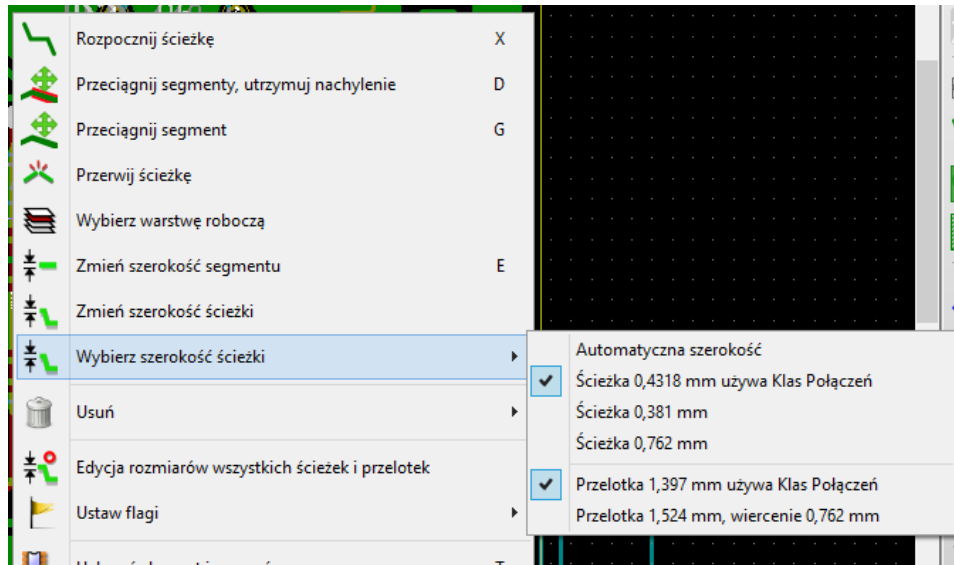 Rozpocznij ścieżkę X
Przeciągnij segmenty, utrzymuj nachylenie D
Przeciągnij segment G
Przerwij ścieżkę
Wybierz warstwę roboczą
Zmień szerokość segmentu E
Zmień szerokość ścieżki
Wybierz szerokość ścieżki
Automatyczna szerokość
Ścieżka 0,4318 mm używa Klas Połączeń
Ścieżka 0,381 mm
Ścieżka 0,762 mm
Przelotka 1,397 mm używa Klas Połączeń
Przelotka 1,524 mm, wiercenie 0,762 mm
Usuń
Edycja rozmiarów wszystkich ścieżek i przelotek
Ustaw flagi